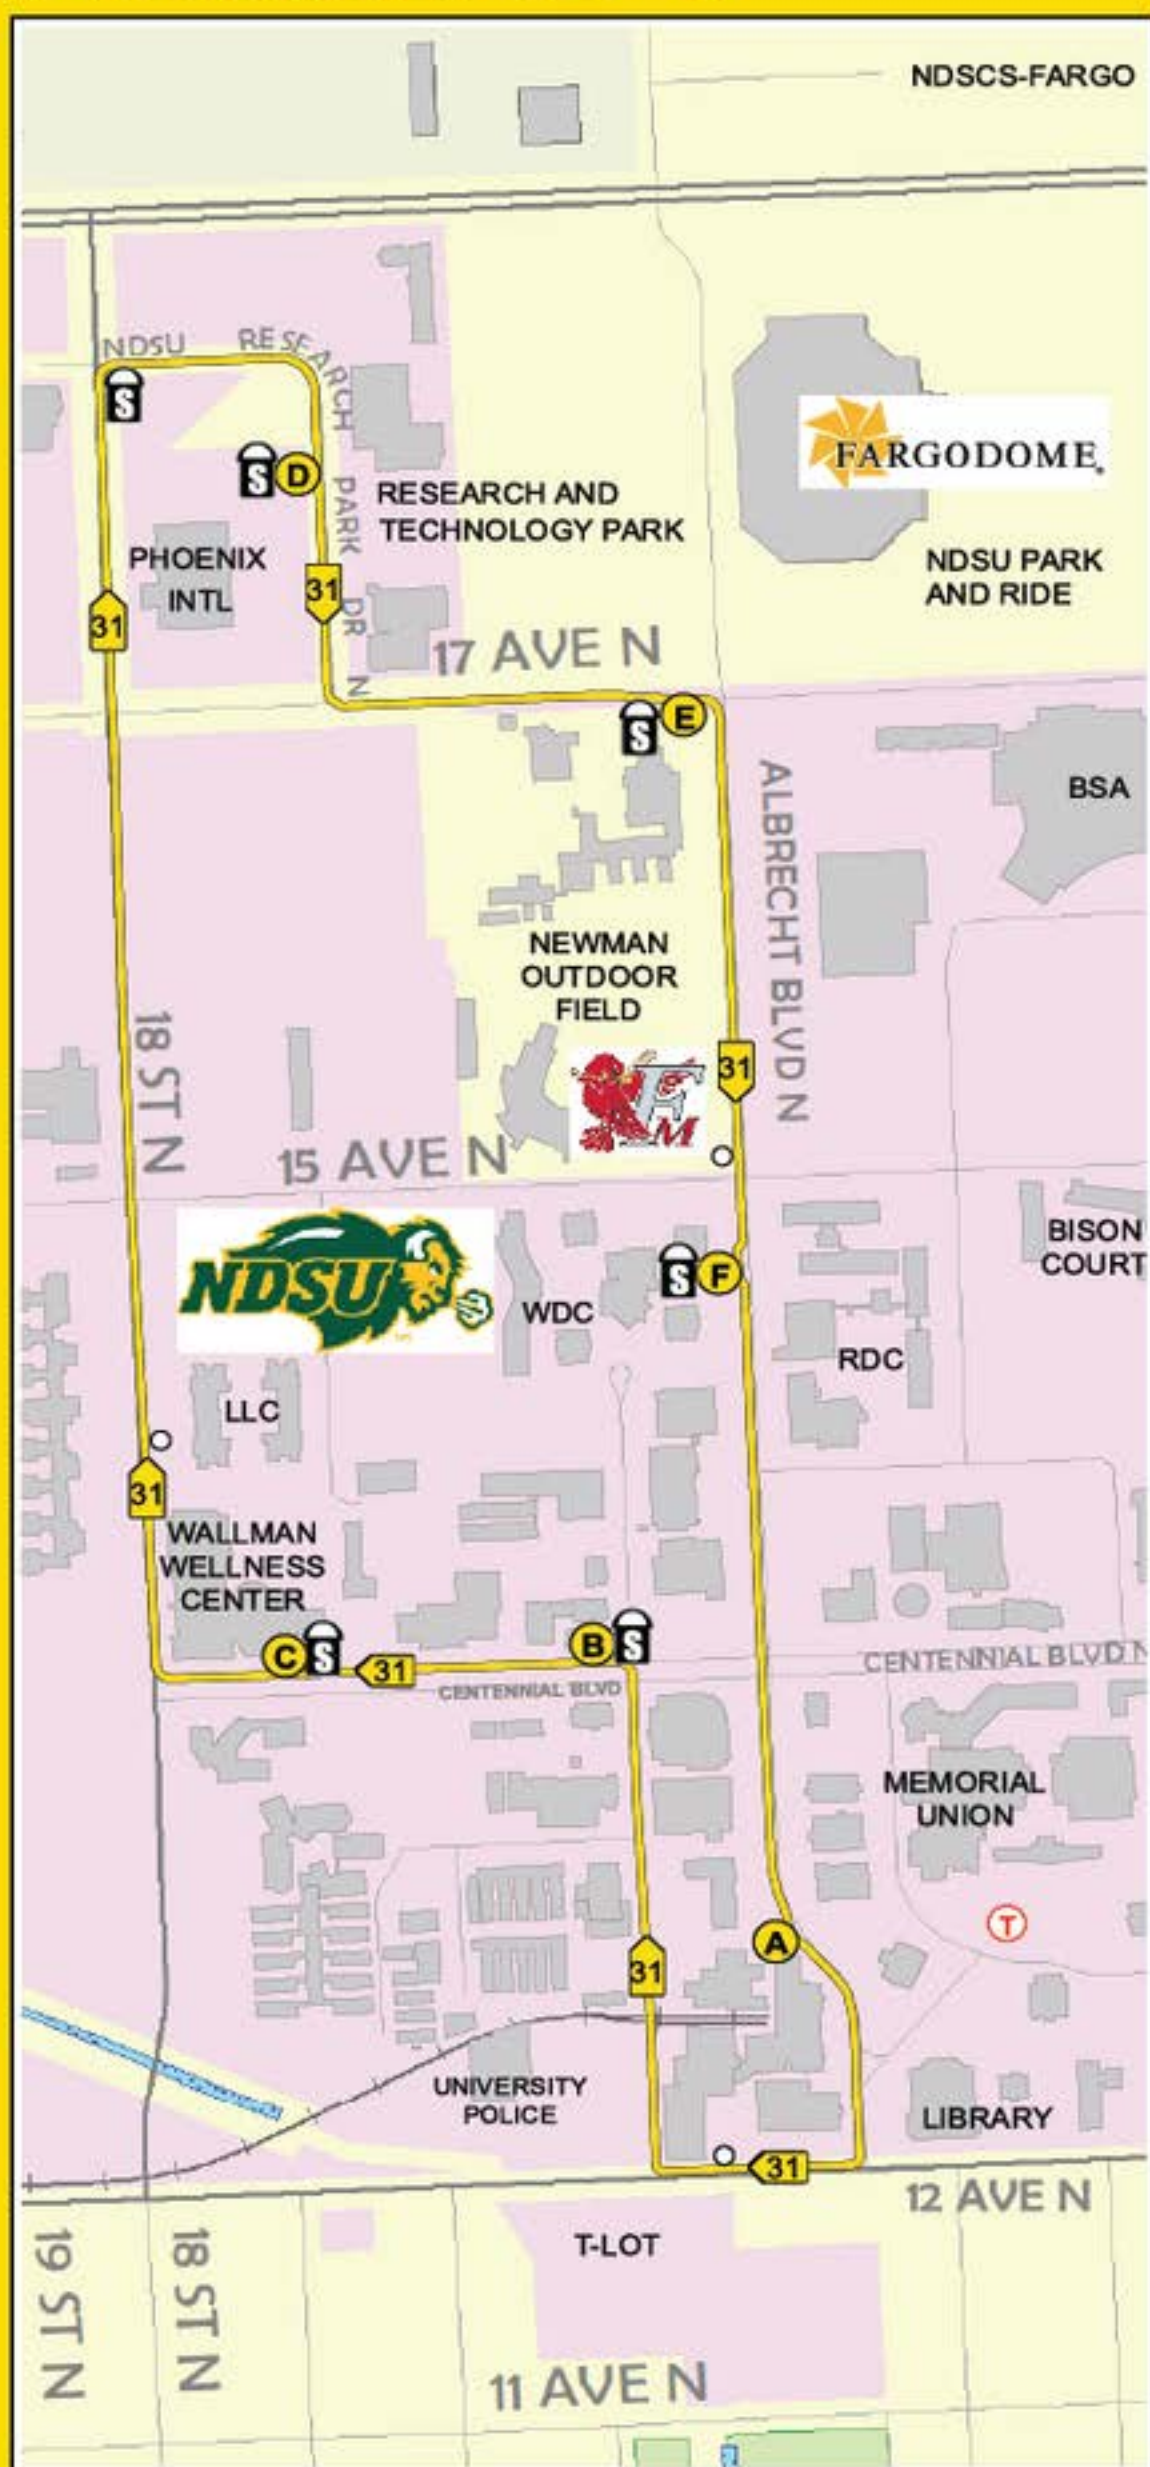 NDSCS-FARGO
NDSU RESEARCH PARK DR N
S
FARGODOME
S
D
RESEARCH AND
TECHNOLOGY PARK
PHOENIX
INTL
NDSU PARK
AND RIDE
31
31
17 AVE N
S
E
BSA
ALBRECHT BLVD N
NEWMAN
OUTDOOR
FIELD
18 ST N
31
FM
15 AVE N
BISON
COURT
NDSU
S
F
WDC
RDC
LLC
31
WALLMAN
WELLNESS
CENTER
C
S
31
B
S
CENTENNIAL BLVD N
CENTENNIAL BLVD
MEMORIAL
UNION
T
A
31
UNIVERSITY
POLICE
LIBRARY
31
12 AVE N
T-LOT
19 ST N
18 ST N
11 AVE N